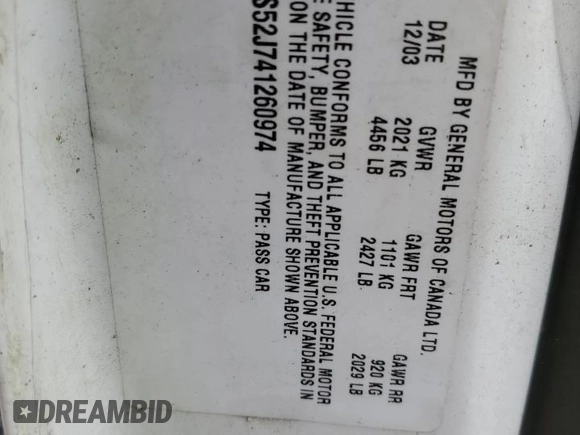 MFD BY GENERAL MOTORS OF CANADA LTD.
DATE GVWR GAWR FRT GAWR RR
12/03 2021 KG 1101 KG 920 KG
4456 LB 2427 LB 2029 LB
VEHICLE CONFORMS TO ALL APPLICABLE U.S. FEDERAL MOTOR
E SAFETY, BUMPER, AND THEFT PREVENTION STANDARDS IN
ON THE DATE OF MANUFACTURE SHOWN ABOVE.
S52J741260974 TYPE: PASS CAR
DREAMBID